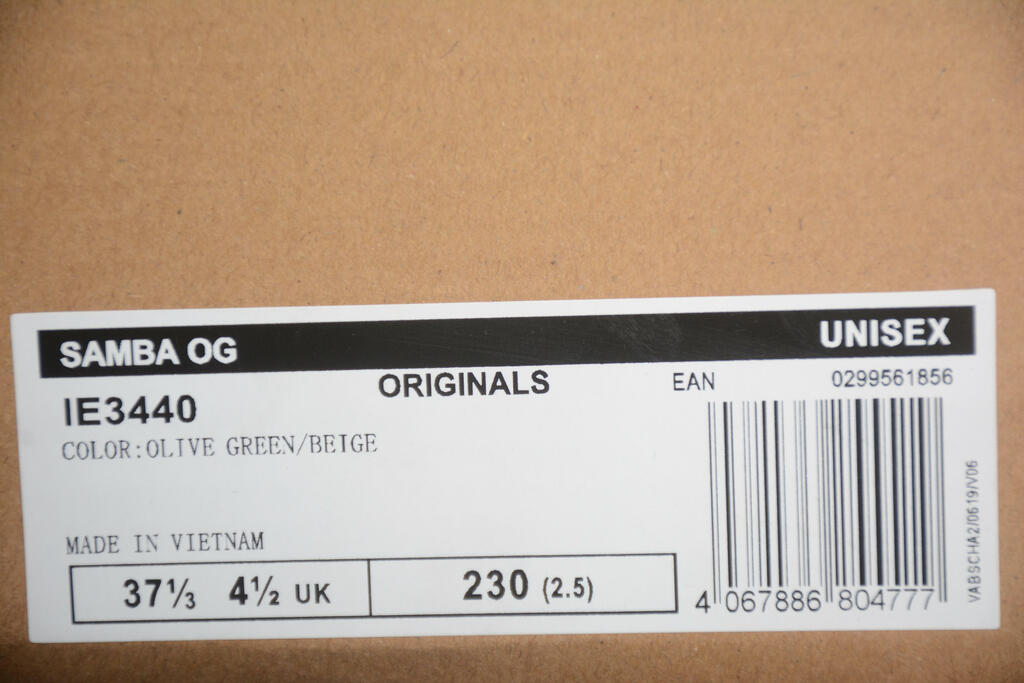 SAMBA OG
UNISEX
IE3440
ORIGINALS
EAN
0299561856
COLOR:OLIVE GREEN/BEIGE
MADE IN VIETNAM
37⅓ 4½ UK
230 (2.5)
4 067886 804777
VABSCHA2/0619/V06